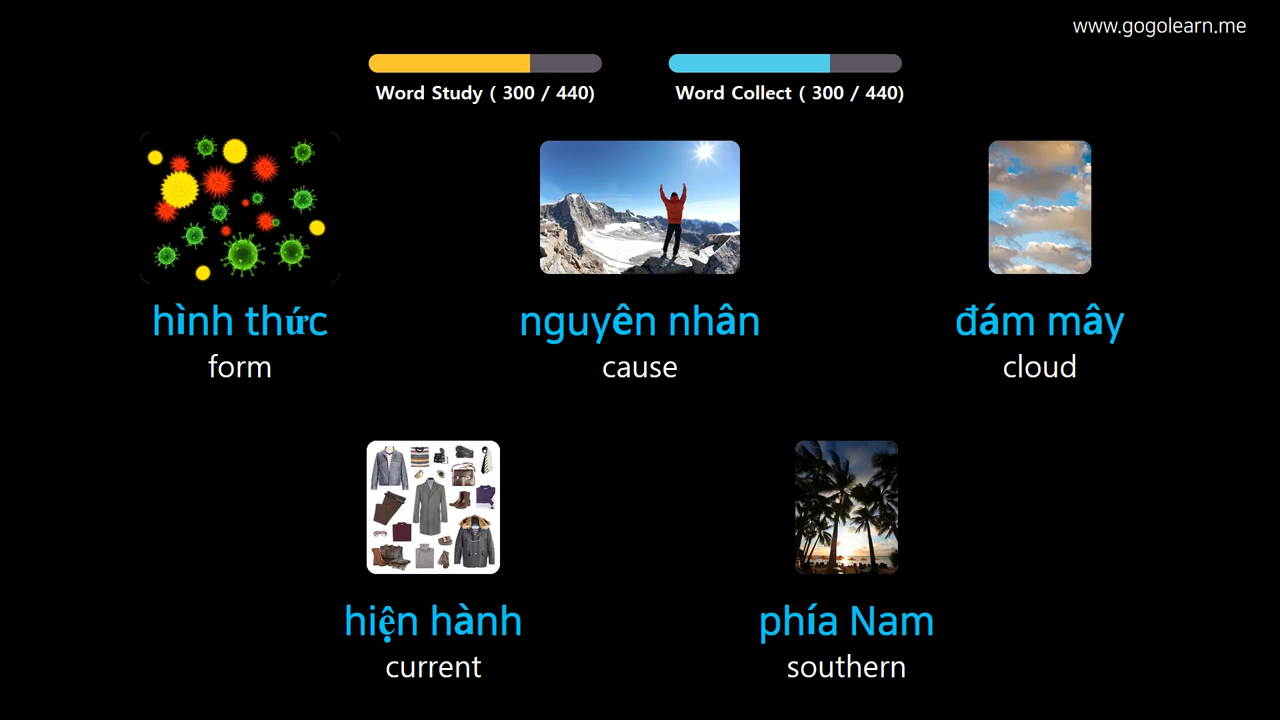 www.gogolearn.me
Word Study ( 300 / 440)
Word Collect ( 300 / 440)
hình thức
form
nguyên nhân
cause
đám mây
cloud
hiện hành
current
phía Nam
southern